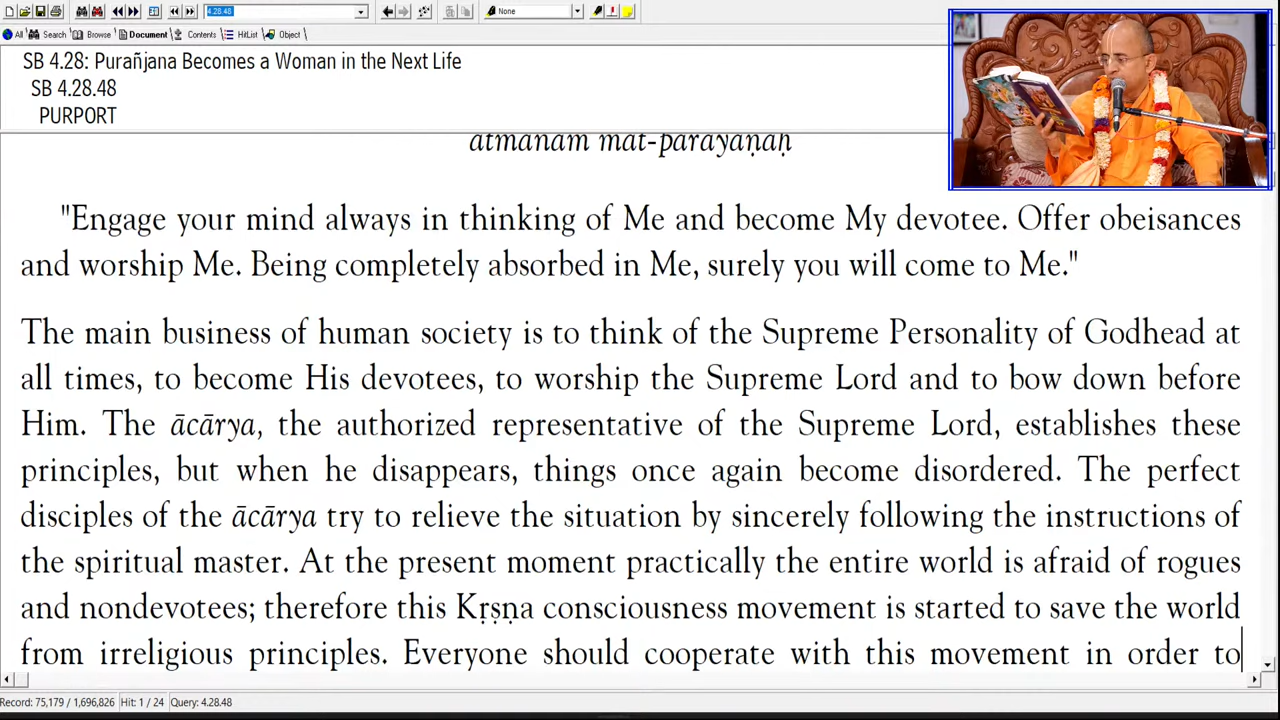 None
4.28.48
All Search Browse Document Contents HitList Object
SB 4.28: Purañjana Becomes a Woman in the Next Life
SB 4.28.48
PURPORT
ātmānaṁ mat-parāyaṇaḥ
"Engage your mind always in thinking of Me and become My devotee. Offer obeisances
and worship Me. Being completely absorbed in Me, surely you will come to Me."
The main business of human society is to think of the Supreme Personality of Godhead at
all times, to become His devotees, to worship the Supreme Lord and to bow down before
Him. The ācārya, the authorized representative of the Supreme Lord, establishes these
principles, but when he disappears, things once again become disordered. The perfect
disciples of the ācārya try to relieve the situation by sincerely following the instructions of
the spiritual master. At the present moment practically the entire world is afraid of rogues
and nondevotees; therefore this Kṛṣṇa consciousness movement is started to save the world
from irreligious principles. Everyone should cooperate with this movement in order to
Record: 75,179 / 1,696,826 Hit: 1 / 24 Query: 4.28.48